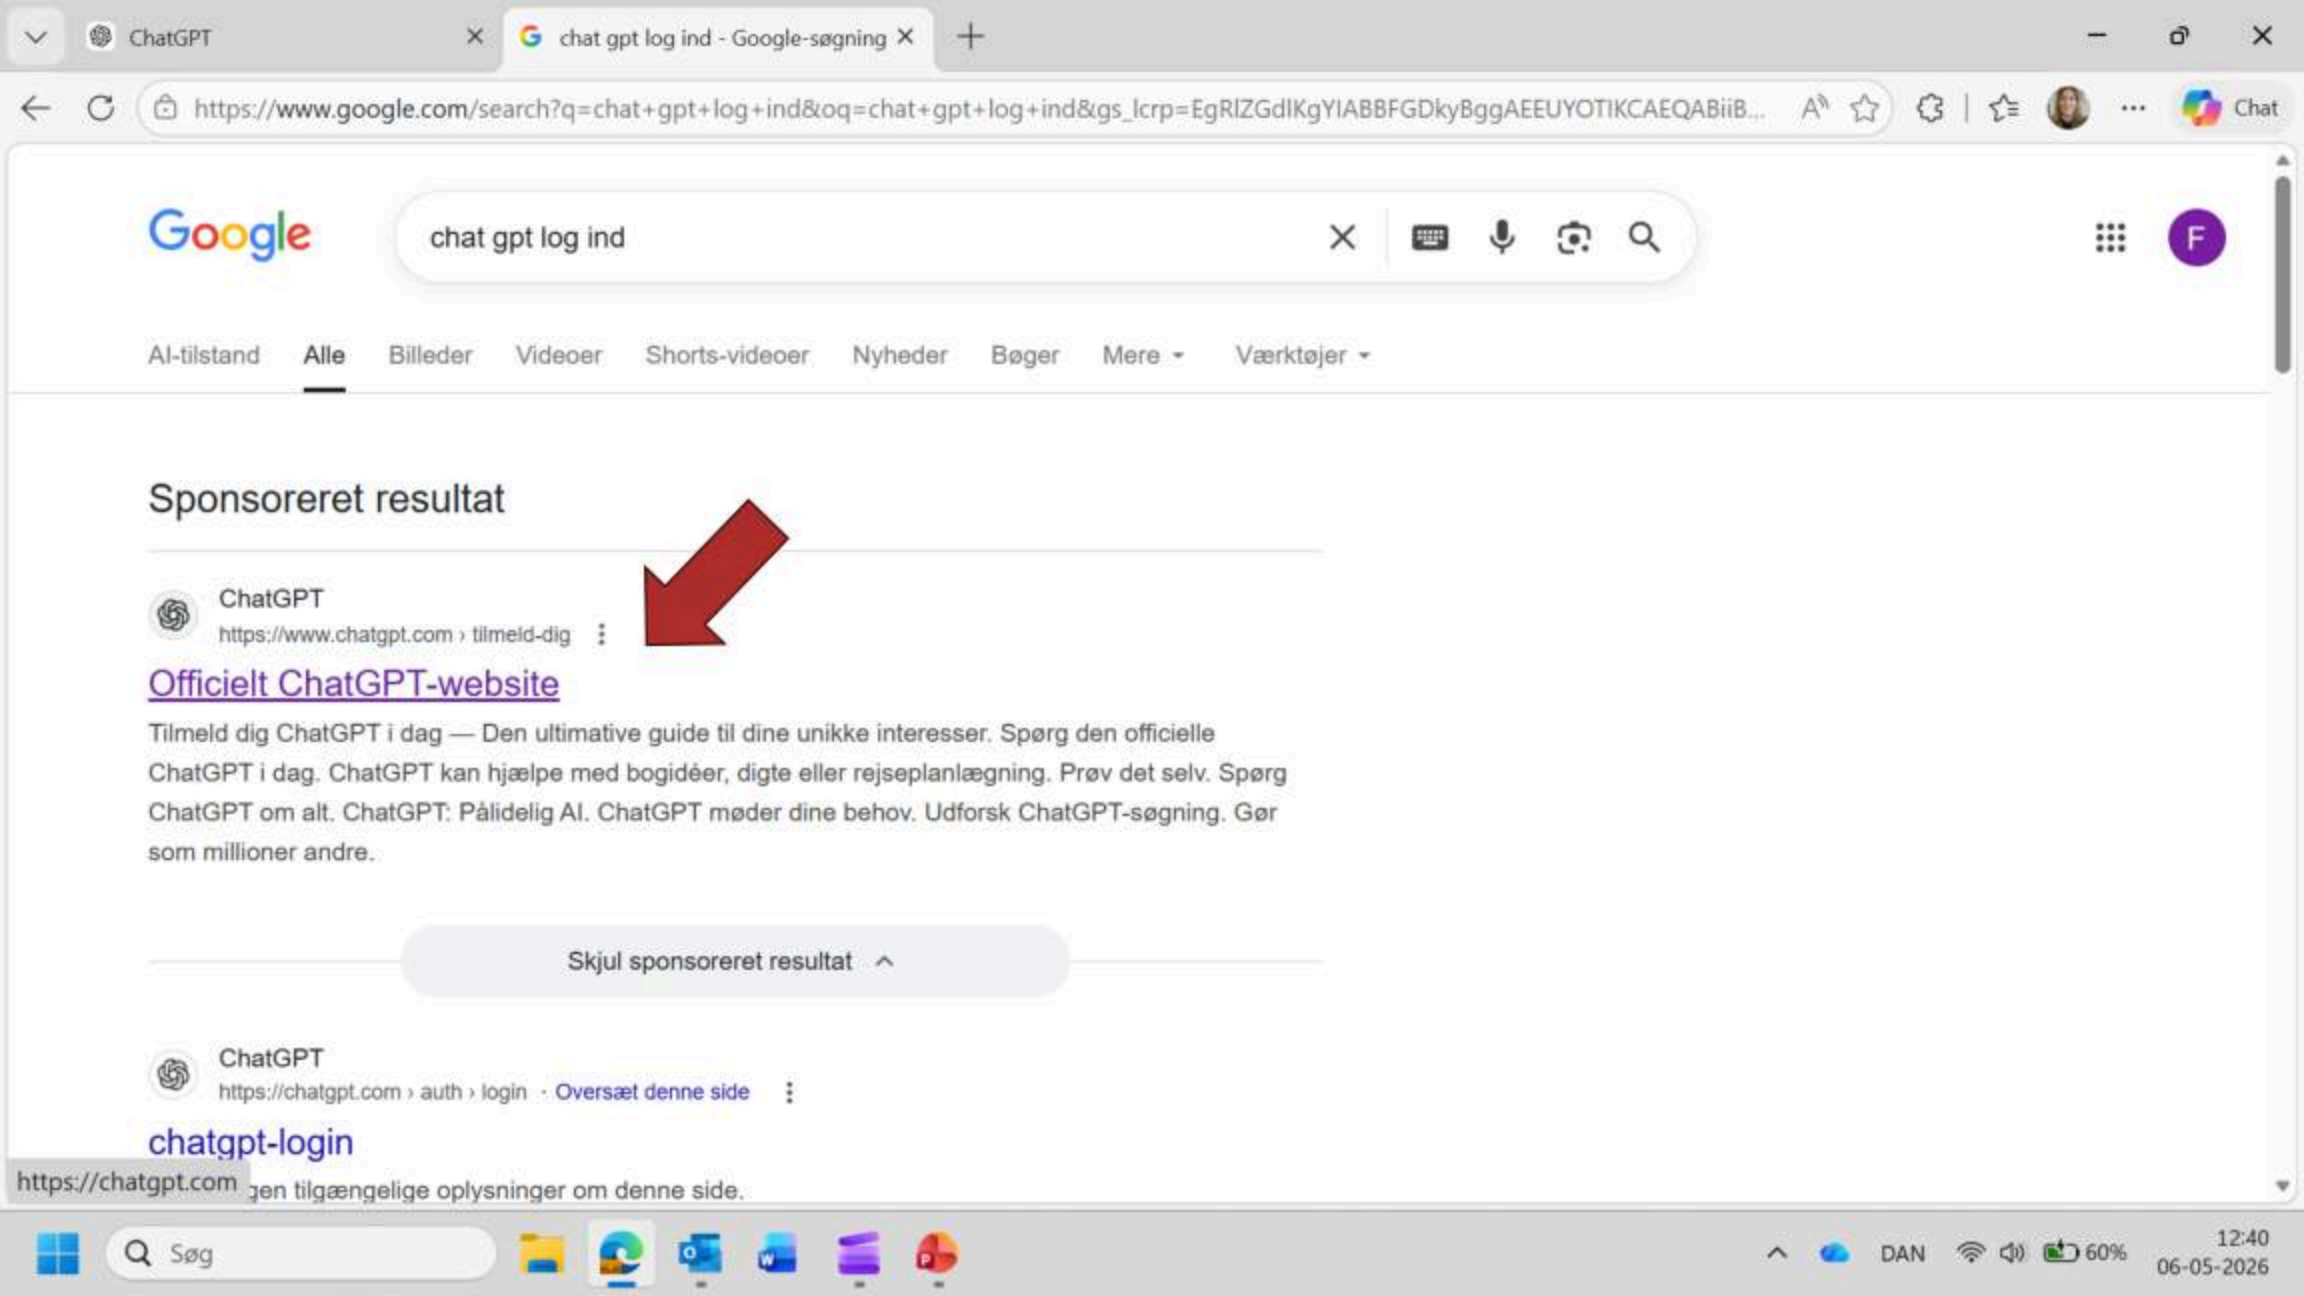 ChatGPT
chat gpt log ind - Google-søgning
https://www.google.com/search?q=chat+gpt+log+ind&oq=chat+gpt+log+ind&gs_lcrp=EgRlZGdlKgYIABBFGDkyBggAEEUYOTIKCAEQABiiB...
Chat
Google
chat gpt log ind
F
AI-tilstand
Alle
Billeder
Videoer
Shorts-videoer
Nyheder
Bøger
Mere
Værktøjer
Sponsoreret resultat
ChatGPT
https://www.chatgpt.com › tilmeld-dig
Officielt ChatGPT-website
Tilmeld dig ChatGPT i dag — Den ultimative guide til dine unikke interesser. Spørg den officielle
ChatGPT i dag. ChatGPT kan hjælpe med bogidéer, digte eller rejseplanlægning. Prøv det selv. Spørg
ChatGPT om alt. ChatGPT: Pålidelig AI. ChatGPT møder dine behov. Udforsk ChatGPT-søgning. Gør
som millioner andre.
Skjul sponsoreret resultat
ChatGPT
https://chatgpt.com › auth › login · Oversæt denne side
chatgpt-login
https://chatgpt.com
gen tilgængelige oplysninger om denne side.
Søg
DAN
60%
12:40
06-05-2026